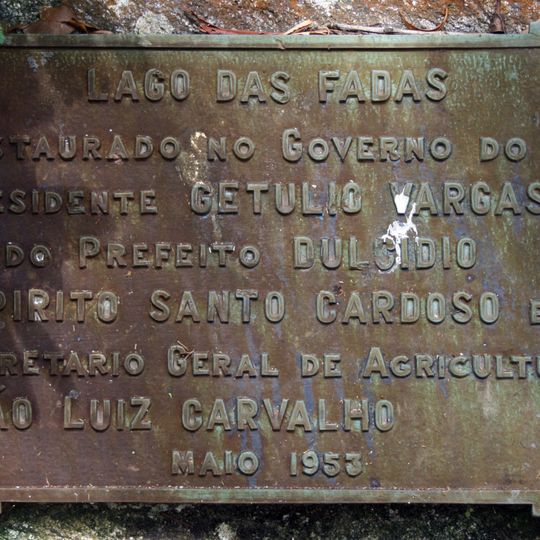 LAGO DAS FADAS
STAURADO NO GOVERNO DO
ESIDENTE GETULIO VARGAS
DO PREFEITO DULCIDIO
PIRITO SANTO CARDOSO E
CRETARIO GERAL DE AGRICULTU
ÃO LUIZ CARVALHO
MAIO 1953